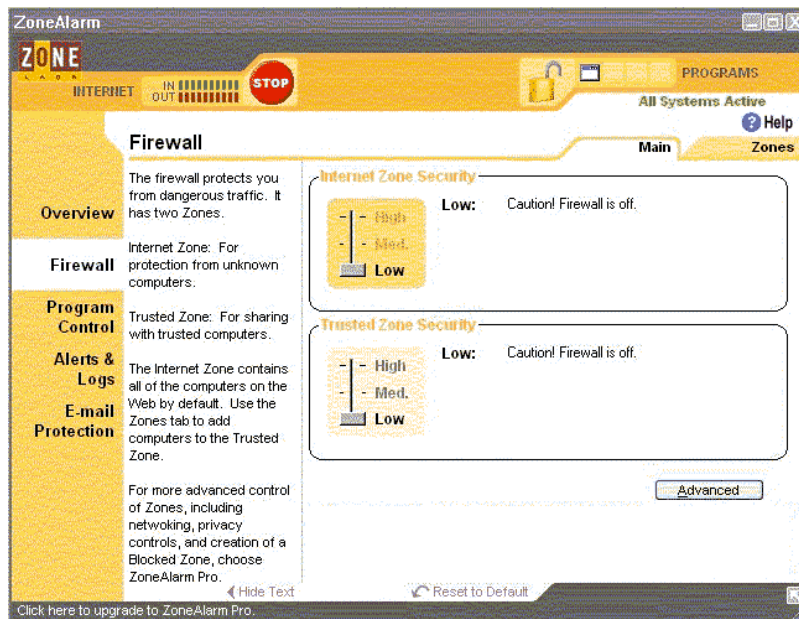 ZoneAlarm
ZONE
LABS
INTERNET
IN
OUT
STOP
PROGRAMS
All Systems Active
Help
Firewall
Main
Zones
Overview
Firewall
Program
Control
Alerts &
Logs
E-mail
Protection
The firewall protects you
from dangerous traffic. It
has two Zones.
Internet Zone: For
protection from unknown
computers.
Trusted Zone: For sharing
with trusted computers.
The Internet Zone contains
all of the computers on the
Web by default. Use the
Zones tab to add
computers to the Trusted
Zone.
For more advanced control
of Zones, including
netwoking, privacy
controls, and creation of a
Blocked Zone, choose
ZoneAlarm Pro.
Internet Zone Security
High
Med.
Low
Low: Caution! Firewall is off.
Trusted Zone Security
High
Med.
Low
Low: Caution! Firewall is off.
Advanced
Hide Text
Reset to Default
Click here to upgrade to ZoneAlarm Pro.